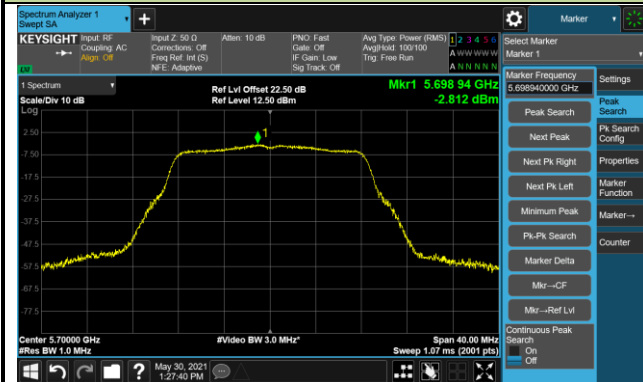 Spectrum Analyzer 1
Swept SA
+
Marker
KEYSIGHT
Input: RF
Coupling: AC
Align: Off
Input Z: 50 Ω
Corrections: Off
Freq Ref: Int (S)
NFE: Adaptive
Atten: 10 dB
PNO: Fast
Gate: Off
IF Gain: Low
Sig Track: Off
Avg Type: Power (RMS)
Avg|Hold: 100/100
Trig: Free Run
1 2 3 4 5 6
A W W W W W
A N N N N N
LW
Select Marker
Marker 1
1 Spectrum
Scale/Div 10 dB
Log
Ref Lvl Offset 22.50 dB
Ref Level 12.50 dBm
Mkr1 5.698 94 GHz
-2.812 dBm
1
2.50
-7.50
-17.5
-27.5
-37.5
-47.5
-57.5
-67.5
-77.5
Center 5.70000 GHz
#Res BW 1.0 MHz
#Video BW 3.0 MHz*
Span 40.00 MHz
Sweep 1.07 ms (2001 pts)
Marker Frequency
5.698940000 GHz
Peak Search
Next Peak
Next Pk Right
Next Pk Left
Minimum Peak
Pk-Pk Search
Marker Delta
Mkr→CF
Mkr→Ref Lvl
Continuous Peak
Search
On
Off
Settings
Peak
Search
Pk Search
Config
Properties
Marker
Function
Marker→
Counter
?
May 30, 2021
1:27:40 PM